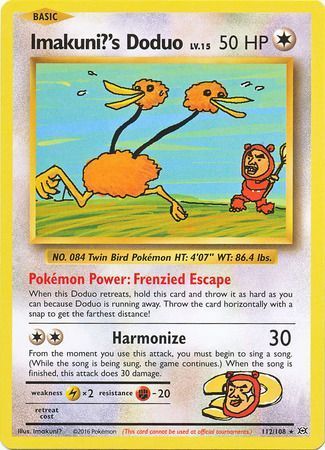 BASIC
Imakuni?'s Doduo LV.15 50 HP
NO. 084 Twin Bird Pokémon HT: 4'07" WT: 86.4 lbs.
Pokémon Power: Frenzied Escape
When this Doduo retreats, hold this card and throw it as hard as you
can because Doduo is running away. Throw the card horizontally with a
snap to get the farthest distance!
Harmonize 30
From the moment you use this attack, you must begin to sing a song.
(While the song is being sung, the game continues.) When the song is
finished, this attack does 30 damage.
weakness ×2 resistance -20
retreat
cost
Illus. Imakuni? ©2016 Pokémon (This card cannot be used at official tournaments.) 112/108 ★ XY